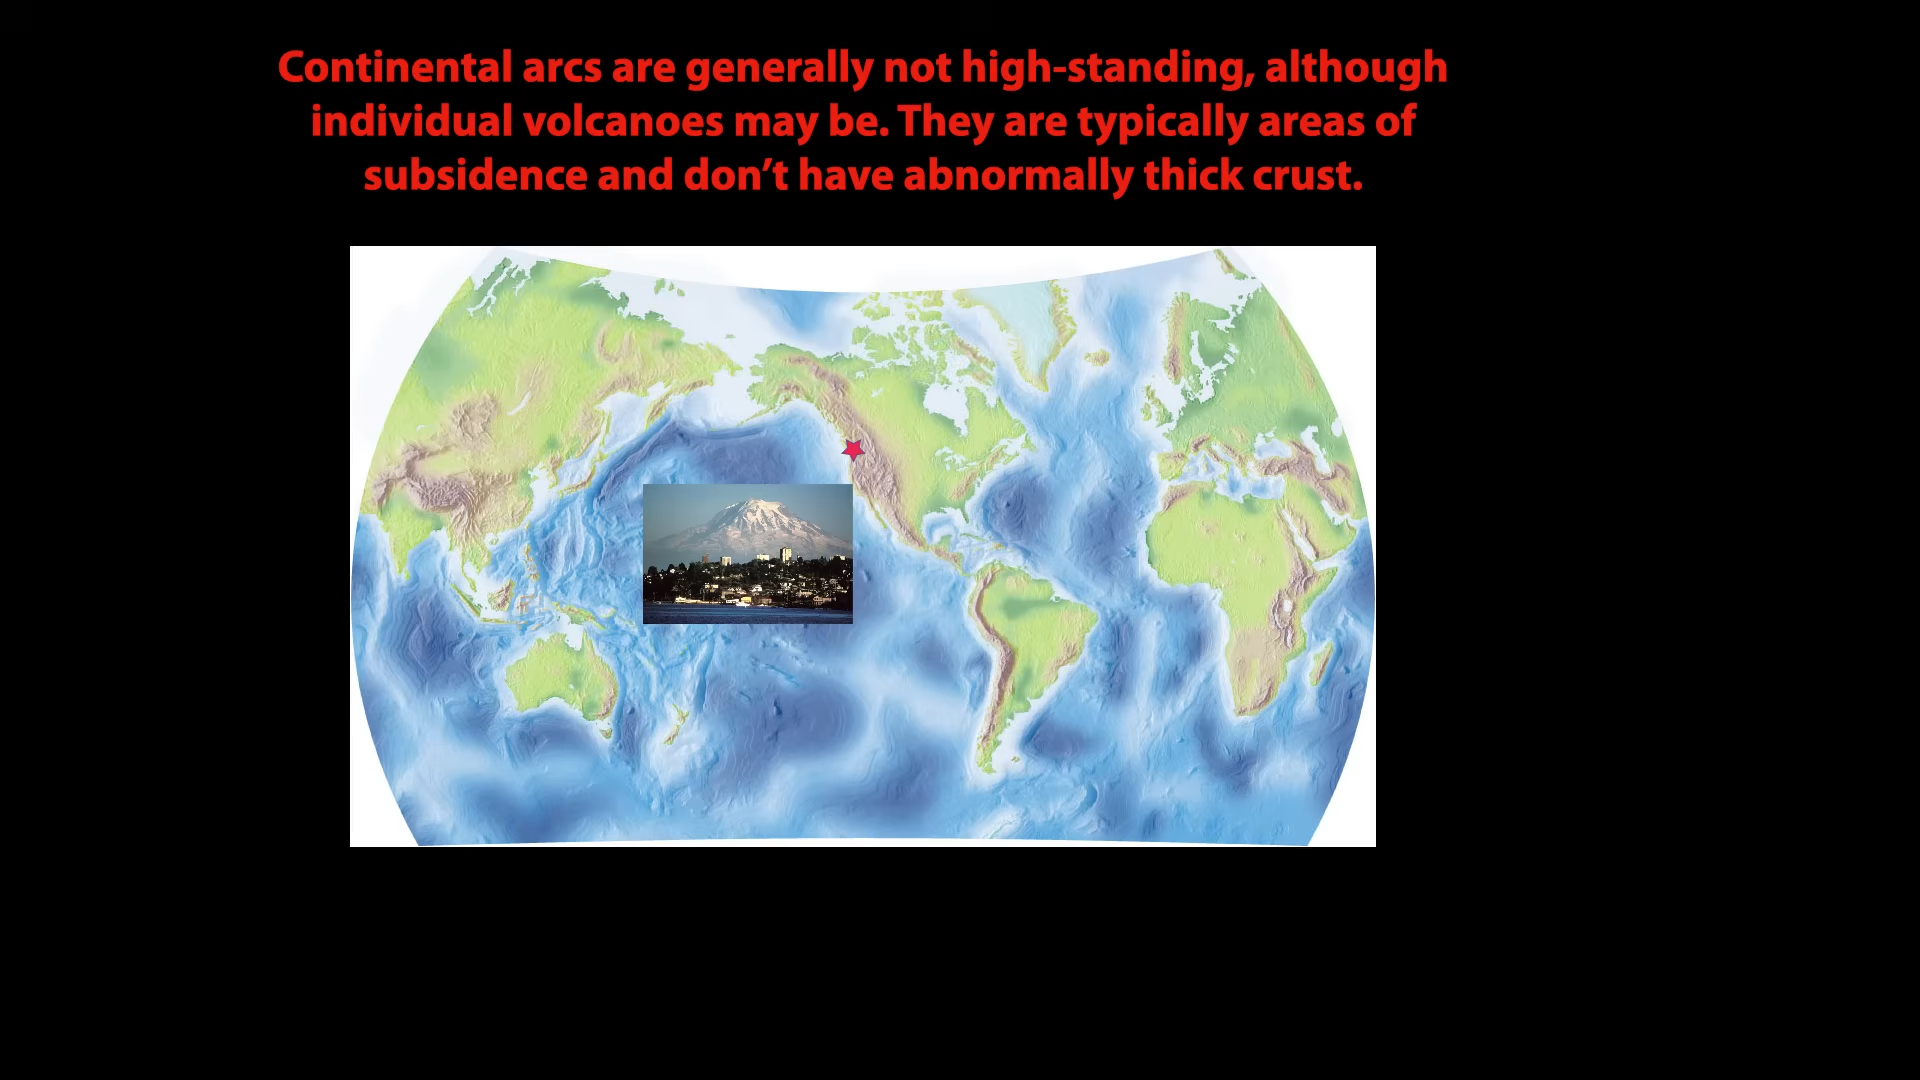 Continental arcs are generally not high-standing, although
individual volcanoes may be. They are typically areas of
subsidence and don’t have abnormally thick crust.